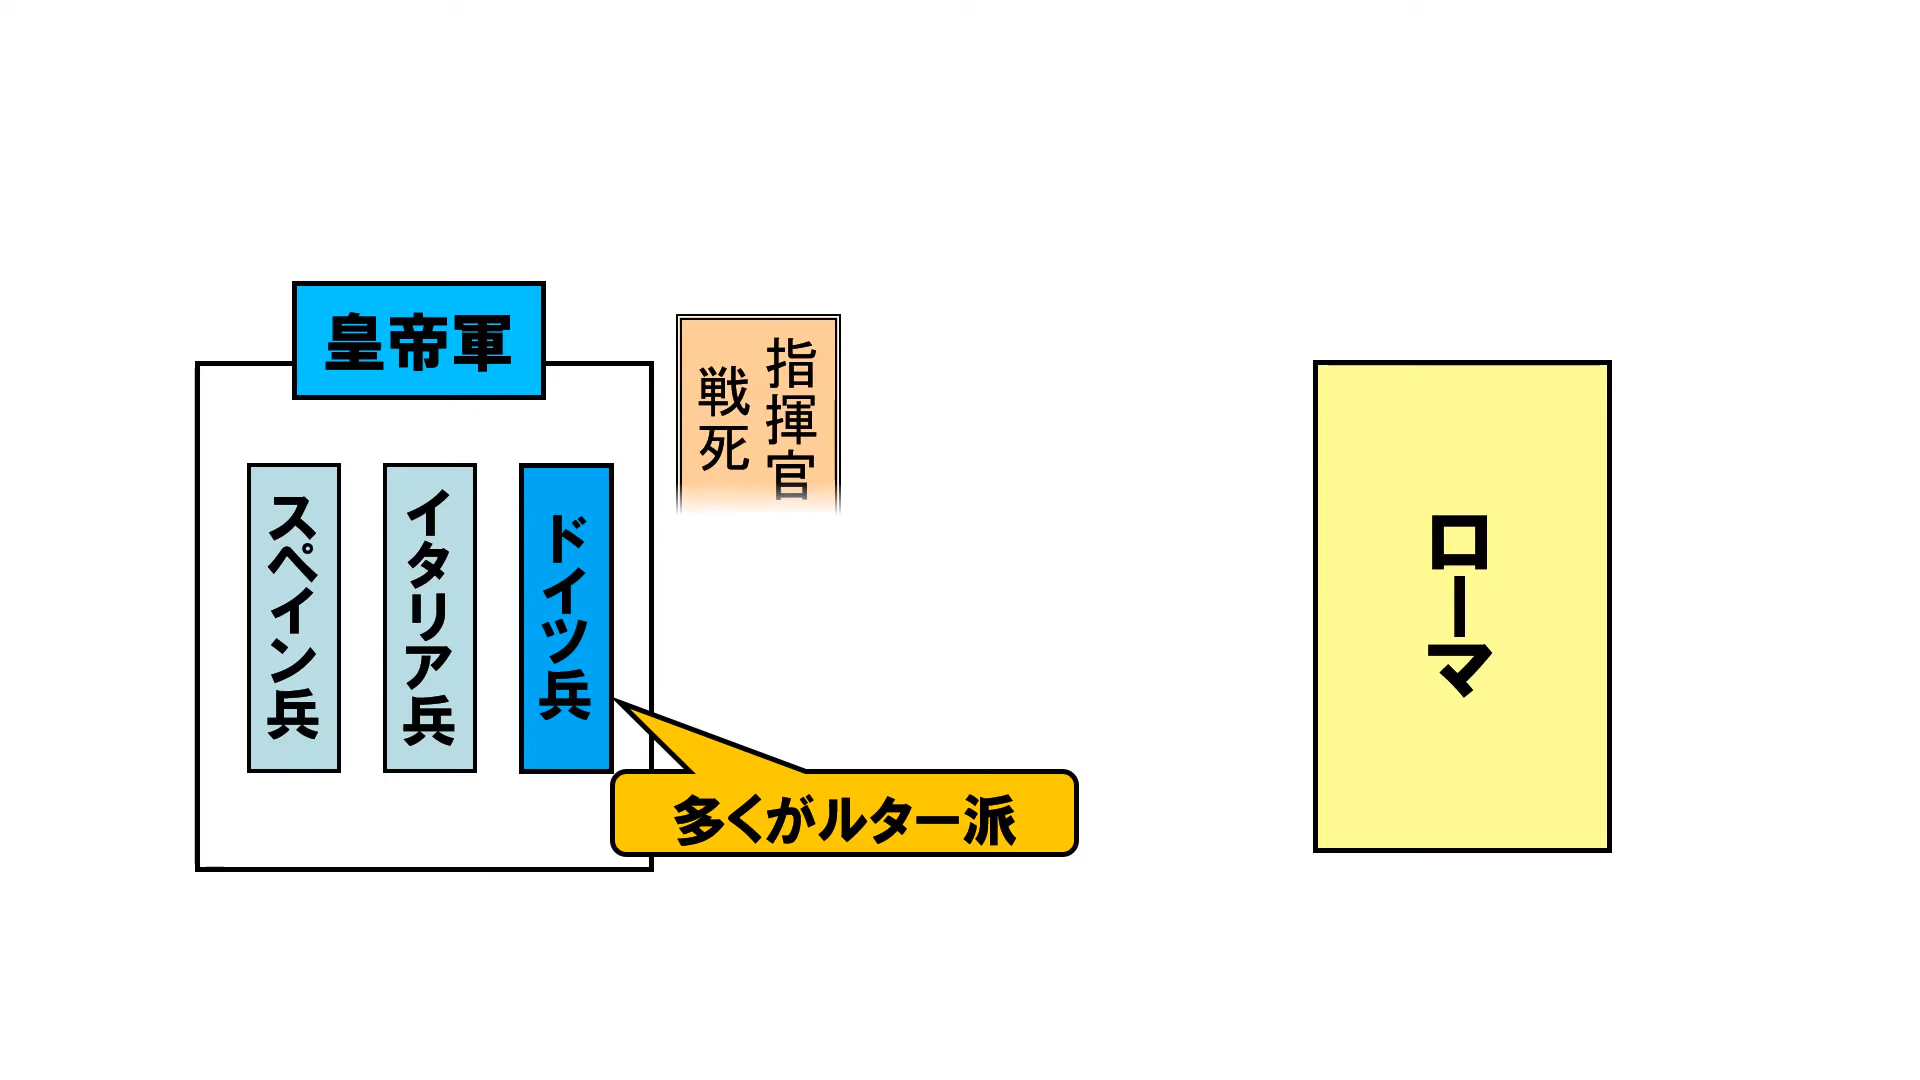 皇帝軍
スペイン兵
イタリア兵
ドイツ兵
指揮官
戦死
多くがルター派
ローマ